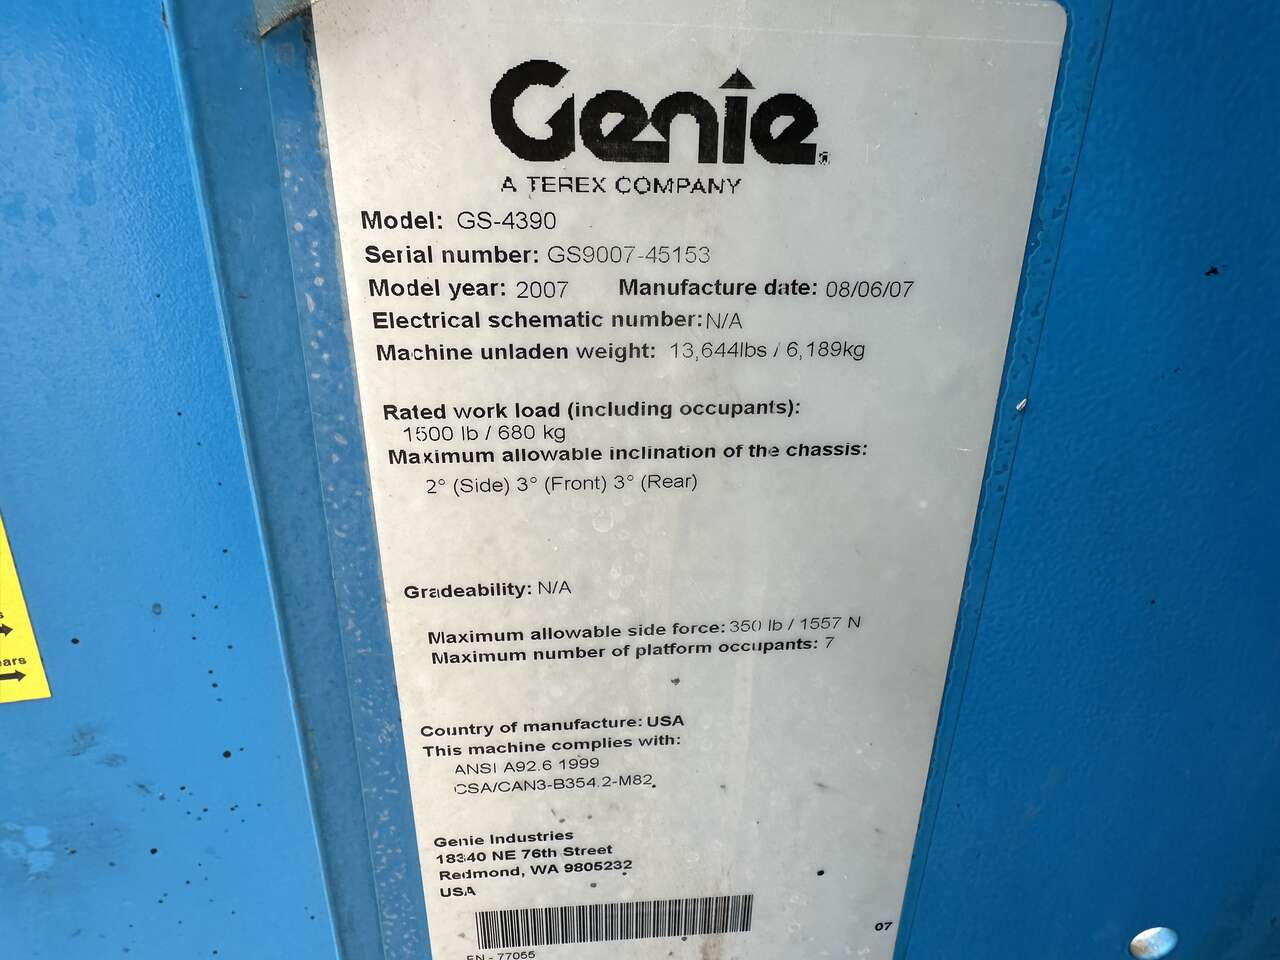 Genie
A TEREX COMPANY
Model: GS-4390
Serial number: GS9007-45153
Model year: 2007 Manufacture date: 08/06/07
Electrical schematic number: N/A
Machine unladen weight: 13,644lbs / 6,189kg
Rated work load (including occupants):
1500 lb / 680 kg
Maximum allowable inclination of the chassis:
2° (Side) 3° (Front) 3° (Rear)
Gradeability: N/A
Maximum allowable side force: 350 lb / 1557 N
Maximum number of platform occupants: 7
Country of manufacture: USA
This machine complies with:
ANSI A92.6 1999
CSA/CAN3-B354.2-M82
Genie Industries
18340 NE 76th Street
Redmond, WA 9805232
USA
07
EN - 77055